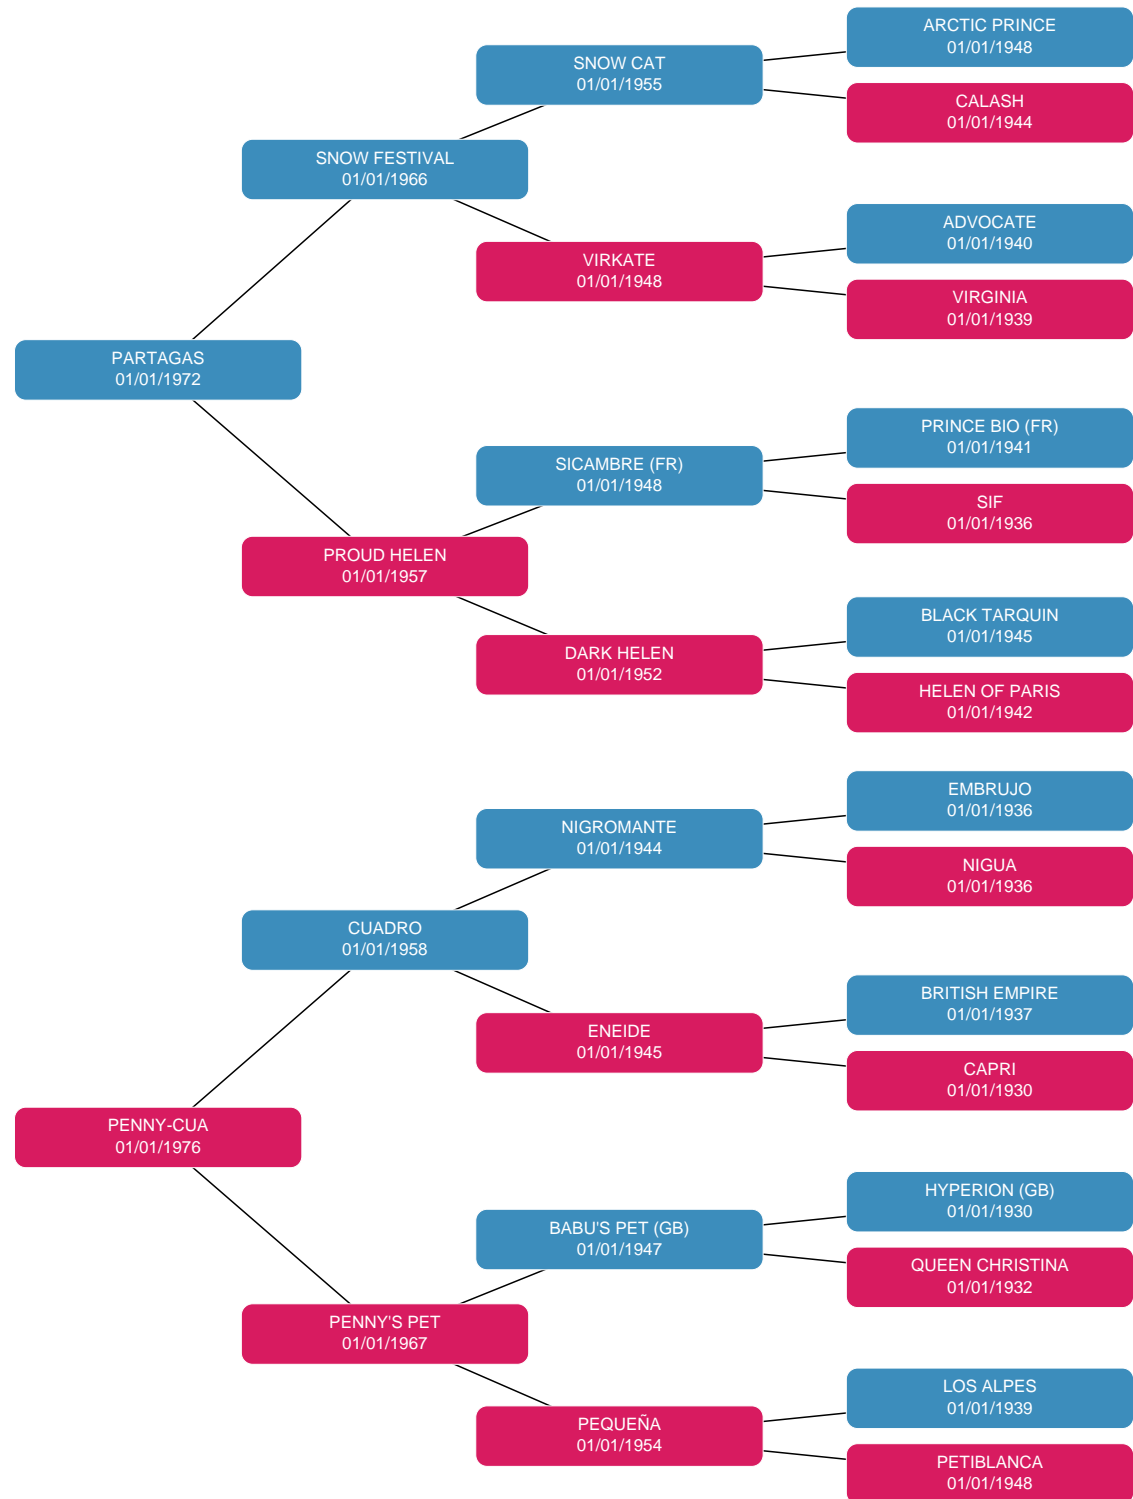 ARCTIC PRINCE
01/01/1948
SNOW CAT
01/01/1955
CALASH
01/01/1944
SNOW FESTIVAL
01/01/1966
ADVOCATE
01/01/1940
VIRKATE
01/01/1948
VIRGINIA
01/01/1939
PARTAGAS
01/01/1972
PRINCE BIO (FR)
01/01/1941
SICAMBRE (FR)
01/01/1948
SIF
01/01/1936
PROUD HELEN
01/01/1957
BLACK TARQUIN
01/01/1945
DARK HELEN
01/01/1952
HELEN OF PARIS
01/01/1942
EMBRUJO
01/01/1936
NIGROMANTE
01/01/1944
NIGUA
01/01/1936
CUADRO
01/01/1958
BRITISH EMPIRE
01/01/1937
ENEIDE
01/01/1945
CAPRI
01/01/1930
PENNY-CUA
01/01/1976
HYPERION (GB)
01/01/1930
BABU'S PET (GB)
01/01/1947
QUEEN CHRISTINA
01/01/1932
PENNY'S PET
01/01/1967
LOS ALPES
01/01/1939
PEQUEÑA
01/01/1954
PETIBLANCA
01/01/1948